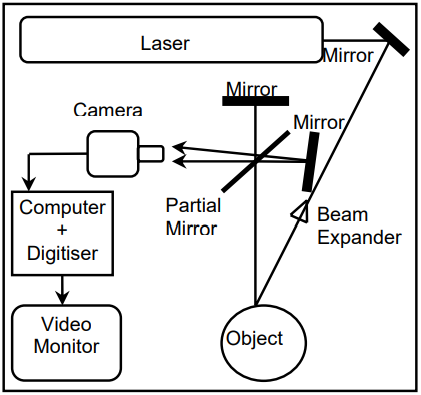 Laser
Mirror
Mirror
Camera
Mirror
Partial
Mirror
Computer
+
Digitiser
Beam
Expander
Video
Monitor
Object